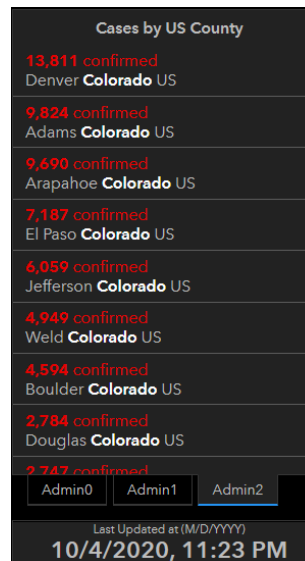 Cases by US County
13,811 confirmed
Denver Colorado US
9,824 confirmed
Adams Colorado US
9,690 confirmed
Arapahoe Colorado US
7,187 confirmed
El Paso Colorado US
6,059 confirmed
Jefferson Colorado US
4,949 confirmed
Weld Colorado US
4,594 confirmed
Boulder Colorado US
2,784 confirmed
Douglas Colorado US
2,747 confirmed
Admin0 Admin1 Admin2
Last Updated at (M/D/YYYY)
10/4/2020, 11:23 PM